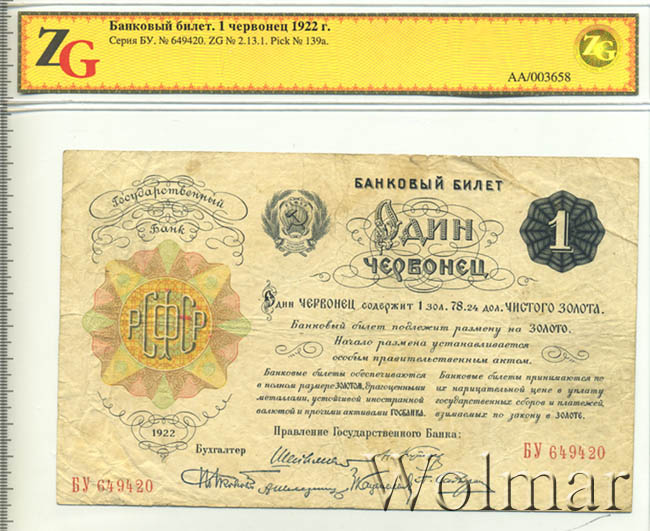 ZG
Банковый билет. 1 червонец 1922 г.
Серия БУ. № 649420. ZG № 2.13.1. Pick № 139a.
ZG
AA/003658
Государственный
Банк
БАНКОВЫЙ БИЛЕТ
ОДИН
ЧЕРВОНЕЦ
1
РСФСР
Один ЧЕРВОНЕЦ содержит 1 зол. 78.24 дол. ЧИСТОГО ЗОЛОТА.
Банковый билет подлежит размену на ЗОЛОТО.
Начало размена устанавливается
особым правительственным актом.
Банковые билеты обеспечиваются
в полном размере ЗОЛОТОМ, драгоценными
металлами, устойчивой иностранной
валютой и прочими активами ГОСБАНКА.
Банковые билеты принимаются по
их нарицательной цене в уплату
государственных сборов и платежей,
взимаемых по закону в ЗОЛОТЕ.
1922
Правление Государственного Банка:
Бухгалтер
БУ 649420
БУ 649420
Wolmar